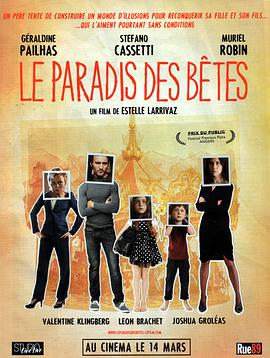 UN PERE TENTE DE CONSTRUIRE UN MONDE D'ILLUSIONS POUR RECONQUERIR SA FILLE ET SON FILS...
...QUI L'AIMENT POURTANT SANS CONDITIONS
GÉRALDINE PAILHAS
STEFANO CASSETTI
MURIEL ROBIN
LE PARADIS DES BÊTES
UN FILM DE ESTELLE LARRIVAZ
PRIX DU PUBLIC
ANGERS
VALENTINE KLINGBERG
LEON BRACHET
JOSHUA GROLÉAS
AU CINEMA LE 14 MARS
Rue89